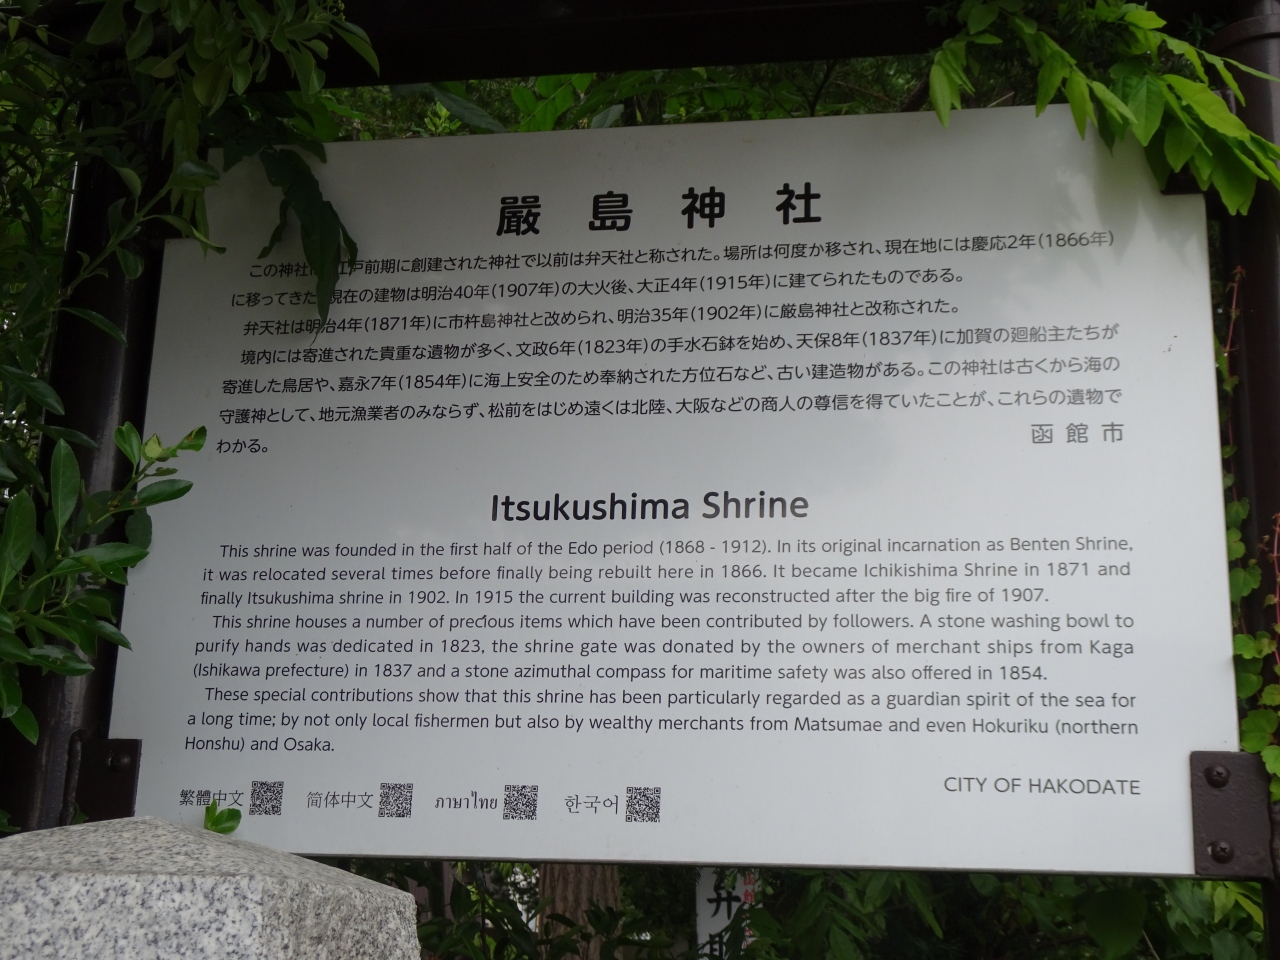 嚴島神社
この神社は 江戸前期に創建された神社で以前は弁天社と称された。場所は何度か移され、現在地には慶応2年(1866年)
に移ってきた 現在の建物は明治40年(1907年)の大火後、大正4年(1915年)に建てられたものである。
弁天社は明治4年(1871年)に市杵島神社と改められ、明治35年(1902年)に厳島神社と改称された。
境内には寄進された貴重な遺物が多く、文政6年(1823年)の手水石鉢を始め、天保8年(1837年)に加賀の廻船主たちが
寄進した鳥居や、嘉永7年(1854年)に海上安全のため奉納された方位石など、古い建造物がある。この神社は古くから海の
守護神として、地元漁業者のみならず、松前をはじめ遠くは北陸、大阪などの商人の尊信を得ていたことが、これらの遺物で
わかる。
函館市
Itsukushima Shrine
This shrine was founded in the first half of the Edo period (1868 - 1912). In its original incarnation as Benten Shrine,
it was relocated several times before finally being rebuilt here in 1866. It became Ichikishima Shrine in 1871 and
finally Itsukushima shrine in 1902. In 1915 the current building was reconstructed after the big fire of 1907.
This shrine houses a number of precious items which have been contributed by followers. A stone washing bowl to
purify hands was dedicated in 1823, the shrine gate was donated by the owners of merchant ships from Kaga
(Ishikawa prefecture) in 1837 and a stone azimuthal compass for maritime safety was also offered in 1854.
These special contributions show that this shrine has been particularly regarded as a guardian spirit of the sea for
a long time; by not only local fishermen but also by wealthy merchants from Matsumae and even Hokuriku (northern
Honshu) and Osaka.
CITY OF HAKODATE
繁體中文 简体中文 ภาษาไทย 한국어